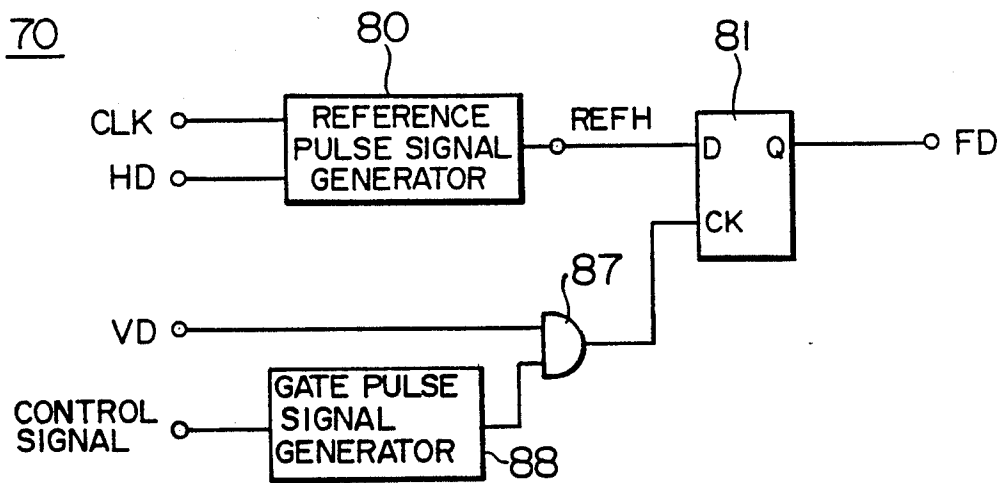 70
80
81
CLK
HD
REFERENCE
PULSE SIGNAL
GENERATOR
REFH
D
Q
CK
FD
87
VD
CONTROL
SIGNAL
GATE PULSE
SIGNAL
GENERATOR
88